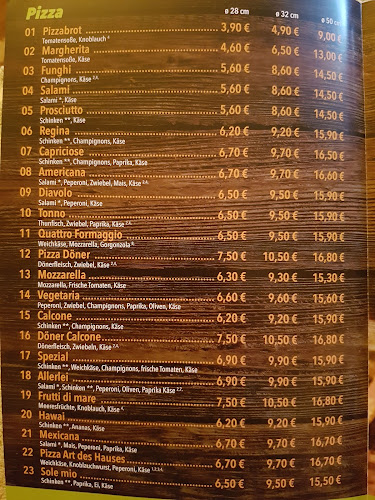 Pizza ø 28 cm ø 32 cm ø 50 cm
01 Pizzabrot 3,90 € 4,90 € 9,00 €
Tomatensoße, Knoblauch
02 Margherita 4,60 € 6,50 € 13,00 €
Tomatensoße, Käse
03 Funghi 5,60 € 8,60 € 14,50 €
Champignons, Käse
04 Salami 5,60 € 8,60 € 14,50 €
Salami *, Käse
05 Prosciutto 5,60 € 8,60 € 14,50 €
Schinken **, Käse
06 Regina 6,20 € 9,20 € 15,90 €
Schinken **, Champignons, Käse
07 Capriciose 6,70 € 9,70 € 16,50 €
Schinken **, Champignons, Paprika, Käse
08 Americana 6,70 € 9,70 € 16,60 €
Salami *, Peperoni, Zwiebel, Mais, Käse
09 Diavolo 6,50 € 9,50 € 15,90 €
Salami *, Peperoni, Käse
10 Tonno 6,50 € 9,50 € 15,90 €
Thunfisch, Zwiebel, Paprika, Käse
11 Quattro Formaggio 6,50 € 9,50 € 15,90 €
Weichkäse, Mozzarella, Gorgonzola
12 Pizza Döner 7,50 € 10,50 € 16,80 €
Dönerfleisch, Zwiebel, Käse
13 Mozzarella 6,30 € 9,30 € 15,30 €
Mozzarella, Frische Tomaten, Käse
14 Vegetaria 6,60 € 9,60 € 15,60 €
Peperoni, Zwiebel, Champignons, Paprika, Oliven, Käse
15 Calcone 6,20 € 9,20 € 15,90 €
Schinken **, Champignons, Käse
16 Döner Calcone 7,50 € 10,50 € 16,80 €
Dönerfleisch, Zwiebeln, Käse
17 Spezial 6,90 € 9,90 € 15,90 €
Schinken **, Weichkäse, Champignons, frische Tomaten, Käse
18 Allerlei 6,90 € 9,90 € 15,90 €
Salami *, Schinken **, Peperoni, Oliven, Paprika Käse
19 Frutti di mare 7,50 € 10,50 € 16,80 €
Meeresfrüchte, Knoblauch, Käse
20 Hawai 6,20 € 9,20 € 15,90 €
Schinken **, Ananas, Käse
21 Mexicana 6,70 € 9,70 € 16,70 €
Salami *, Mais, Peperoni, Paprika, Käse
22 Pizza Art des Hauses 6,70 € 9,70 € 16,70 €
Weichkäse, Knoblauchwurst, Peperoni, Käse
23 Sole mio 6,50 € 9,50 € 15,50 €
Schinken **, Paprika, Ei, Käse